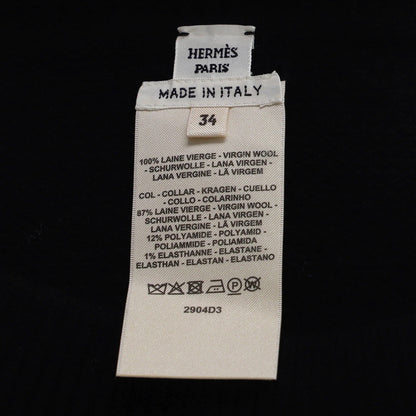 HERMÈS
PARIS
MADE IN ITALY
34
100% LAINE VIERGE - VIRGIN WOOL
- SCHURWOLLE - LANA VIRGEN -
LANA VERGINE - LÃ VIRGEM
COL - COLLAR - KRAGEN - CUELLO
- COLLO - COLARINHO
87% LAINE VIERGE - VIRGIN WOOL -
SCHURWOLLE - LANA VIRGEN -
LANA VERGINE - LÃ VIRGEM
12% POLYAMIDE - POLYAMID -
POLIAMMIDE - POLIAMIDA
1% ELASTHANNE - ELASTANE -
ELASTHAN - ELASTAN - ELASTANO
2904D3